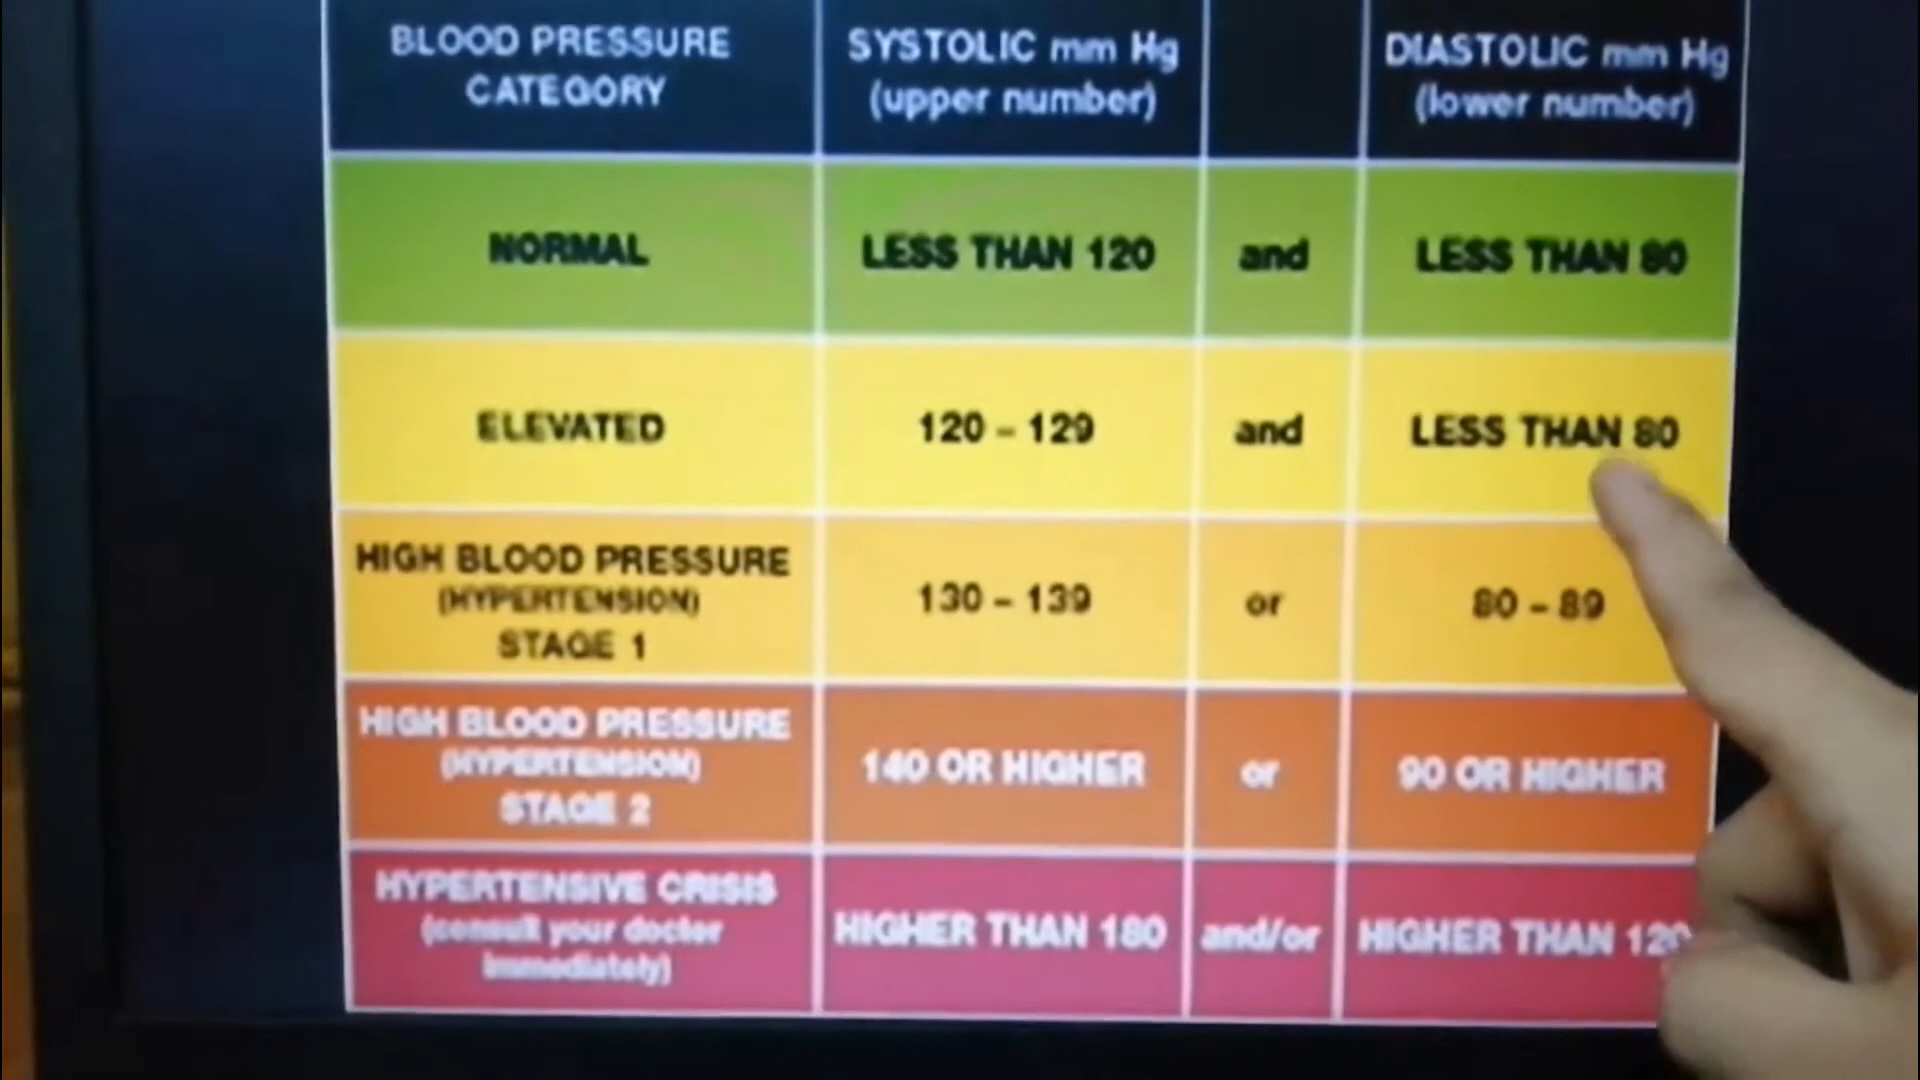 BLOOD PRESSURE
CATEGORY
SYSTOLIC mm Hg
(upper number)
DIASTOLIC mm Hg
(lower number)
NORMAL
LESS THAN 120
and
LESS THAN 80
ELEVATED
120 – 129
and
LESS THAN 80
HIGH BLOOD PRESSURE
(HYPERTENSION)
STAGE 1
130 – 139
or
80 – 89
HIGH BLOOD PRESSURE
(HYPERTENSION)
STAGE 2
140 OR HIGHER
or
90 OR HIGHER
HYPERTENSIVE CRISIS
(consult your doctor
immediately)
HIGHER THAN 180
and/or
HIGHER THAN 120